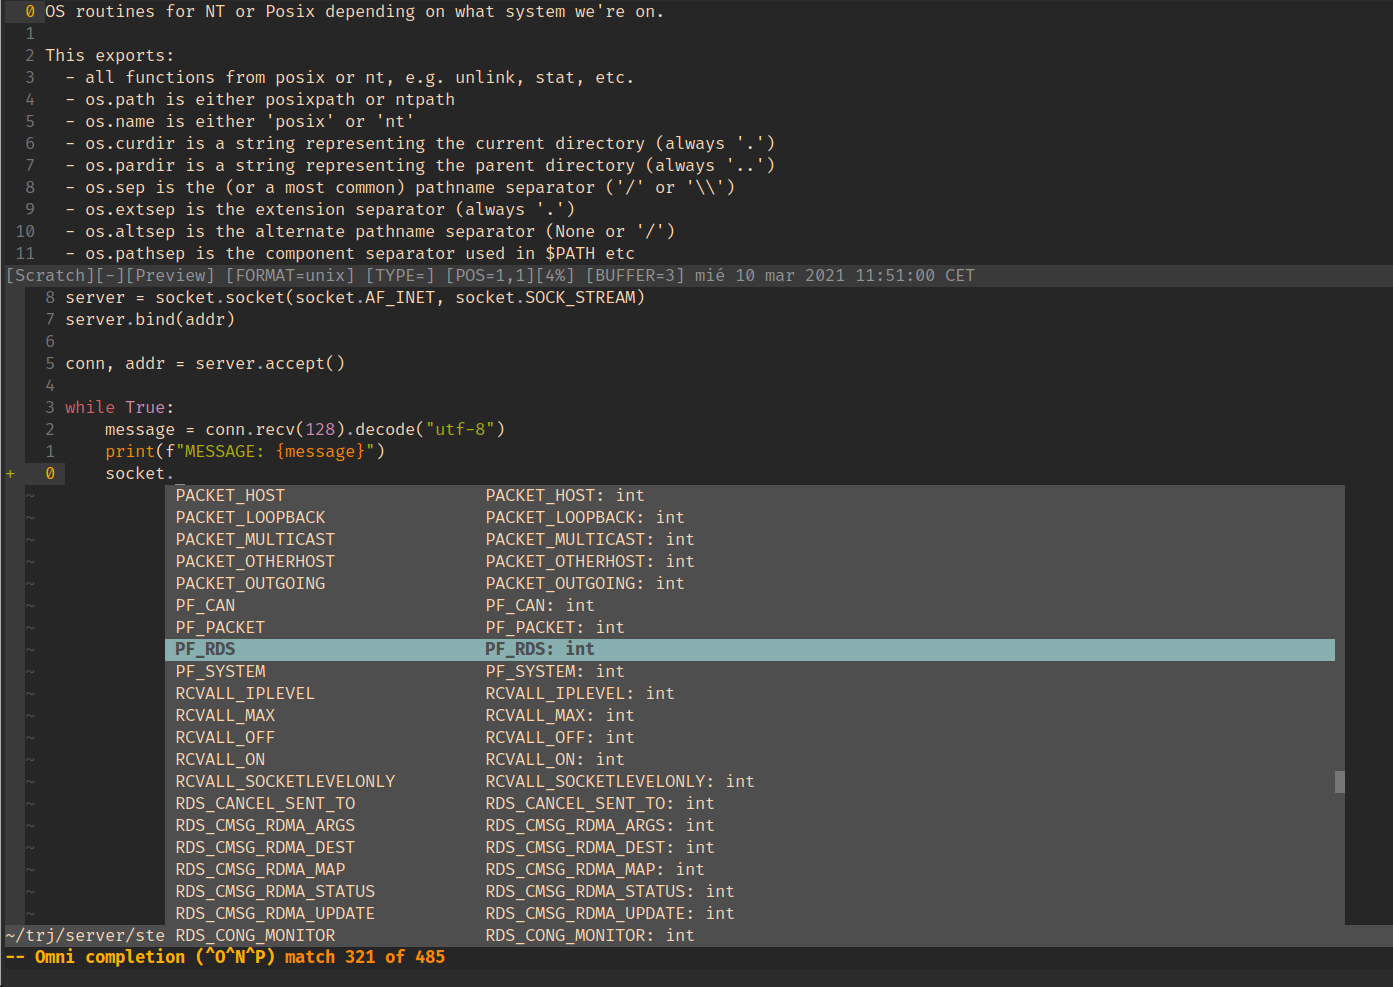 0 OS routines for NT or Posix depending on what system we're on.
1
2 This exports:
3   - all functions from posix or nt, e.g. unlink, stat, etc.
4   - os.path is either posixpath or ntpath
5   - os.name is either 'posix' or 'nt'
6   - os.curdir is a string representing the current directory (always '.')
7   - os.pardir is a string representing the parent directory (always '..')
8   - os.sep is the (or a most common) pathname separator ('/' or '\\')
9   - os.extsep is the extension separator (always '.')
10   - os.altsep is the alternate pathname separator (None or '/')
11   - os.pathsep is the component separator used in $PATH etc
[Scratch][-][Preview] [FORMAT=unix] [TYPE=] [POS=1,1][4%] [BUFFER=3] mié 10 mar 2021 11:51:00 CET
8 server = socket.socket(socket.AF_INET, socket.SOCK_STREAM)
7 server.bind(addr)
6
5 conn, addr = server.accept()
4
3 while True:
2     message = conn.recv(128).decode("utf-8")
1     print(f"MESSAGE: {message}")
+ 0     socket.
~ PACKET_HOST PACKET_HOST: int
~ PACKET_LOOPBACK PACKET_LOOPBACK: int
~ PACKET_MULTICAST PACKET_MULTICAST: int
~ PACKET_OTHERHOST PACKET_OTHERHOST: int
~ PACKET_OUTGOING PACKET_OUTGOING: int
~ PF_CAN PF_CAN: int
~ PF_PACKET PF_PACKET: int
~ PF_RDS PF_RDS: int
~ PF_SYSTEM PF_SYSTEM: int
~ RCVALL_IPLEVEL RCVALL_IPLEVEL: int
~ RCVALL_MAX RCVALL_MAX: int
~ RCVALL_OFF RCVALL_OFF: int
~ RCVALL_ON RCVALL_ON: int
~ RCVALL_SOCKETLEVELONLY RCVALL_SOCKETLEVELONLY: int
~ RDS_CANCEL_SENT_TO RDS_CANCEL_SENT_TO: int
~ RDS_CMSG_RDMA_ARGS RDS_CMSG_RDMA_ARGS: int
~ RDS_CMSG_RDMA_DEST RDS_CMSG_RDMA_DEST: int
~ RDS_CMSG_RDMA_MAP RDS_CMSG_RDMA_MAP: int
~ RDS_CMSG_RDMA_STATUS RDS_CMSG_RDMA_STATUS: int
~ RDS_CMSG_RDMA_UPDATE RDS_CMSG_RDMA_UPDATE: int
~/trj/server/ste RDS_CONG_MONITOR RDS_CONG_MONITOR: int
-- Omni completion (^O^N^P) match 321 of 485